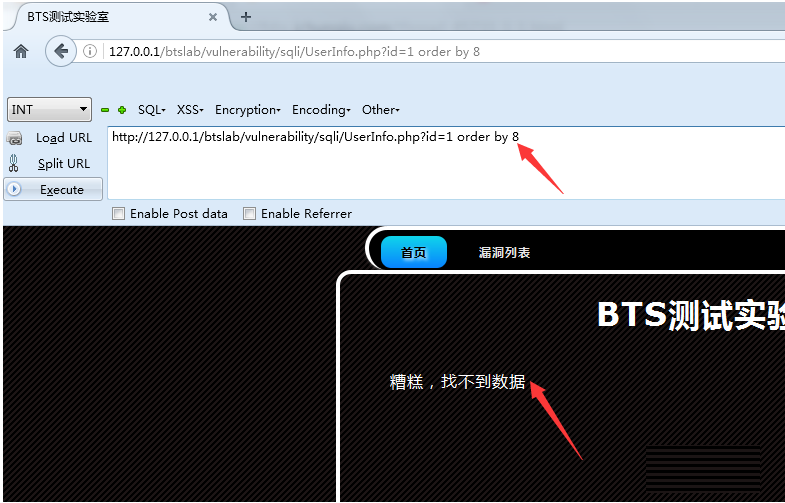 BTS测试实验室
127.0.0.1/btslab/vulnerability/sqli/UserInfo.php?id=1 order by 8
INT SQL XSS Encryption Encoding Other
Load URL
http://127.0.0.1/btslab/vulnerability/sqli/UserInfo.php?id=1 order by 8
Split URL
Execute
Enable Post data Enable Referrer
首页 漏洞列表
BTS测试实验
糟糕，找不到数据